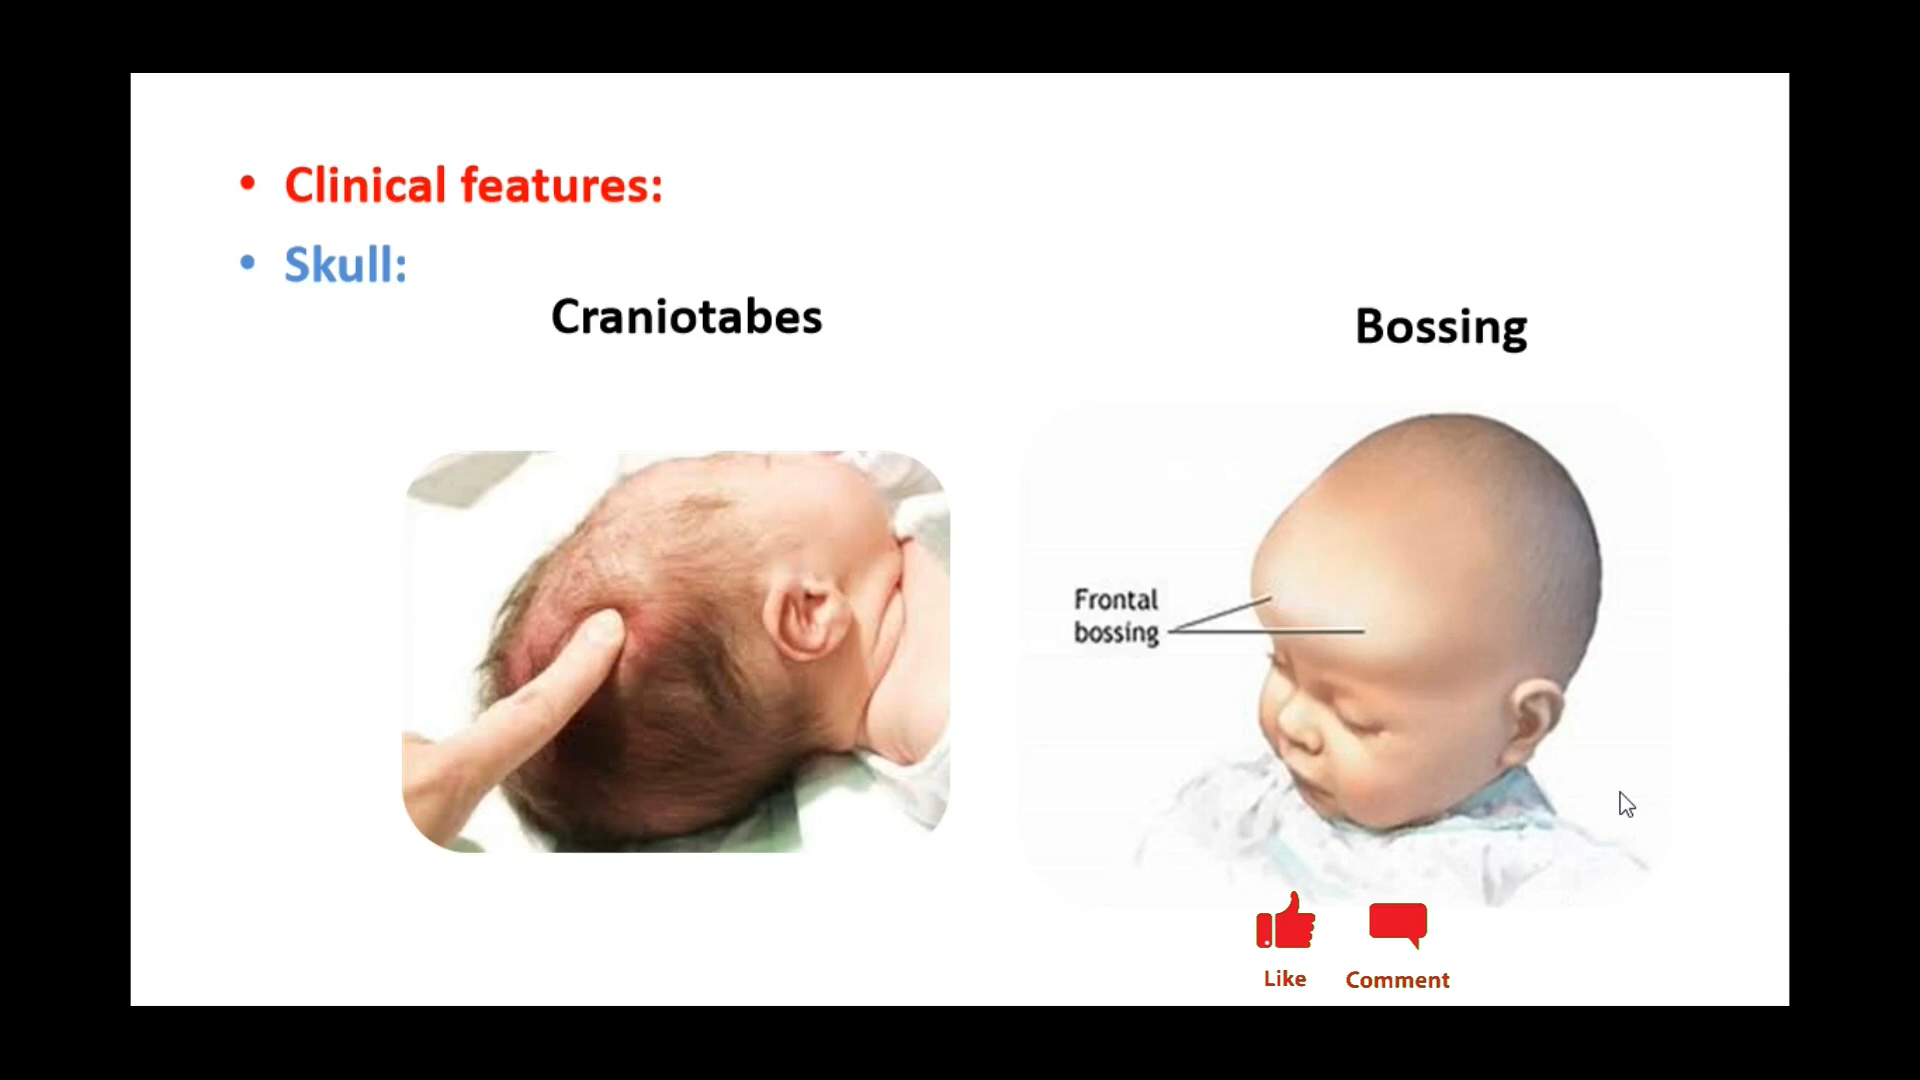 • Clinical features:
• Skull:
Craniotabes
Bossing
Frontal
bossing
Like
Comment